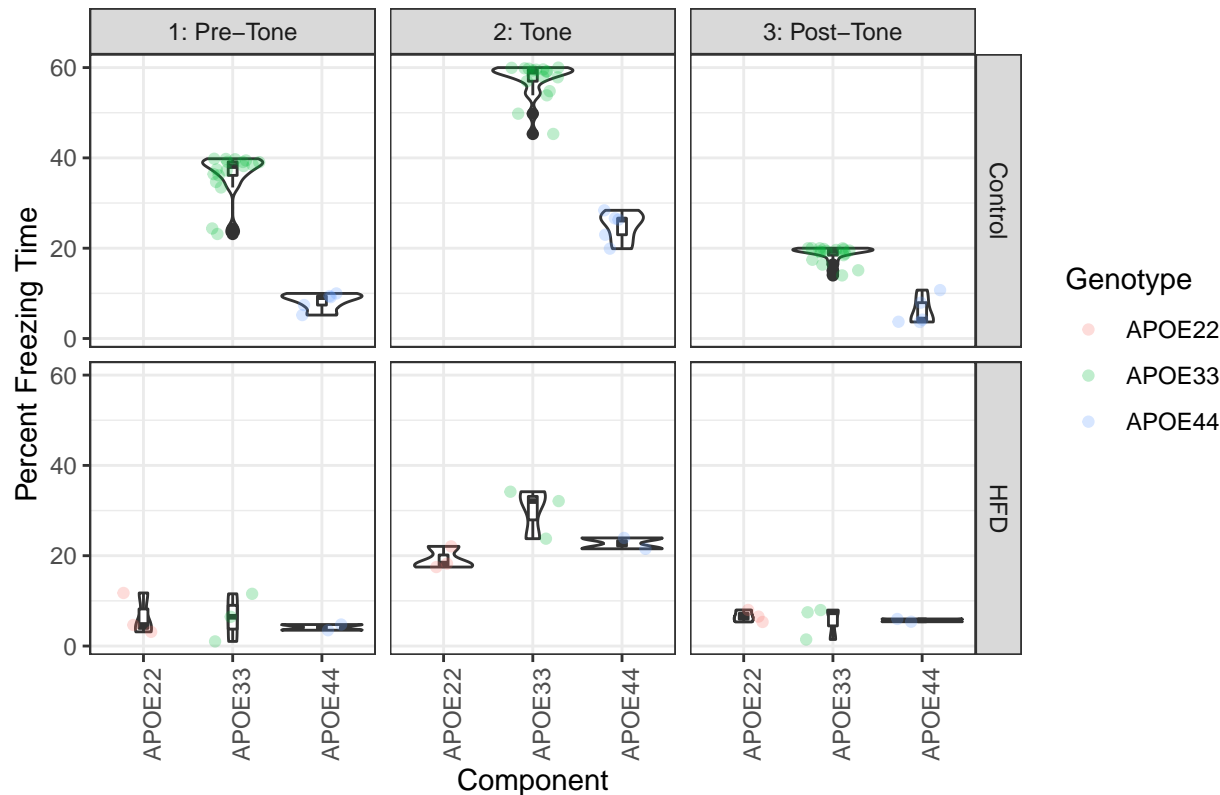 1: Pre−Tone
2: Tone
3: Post−Tone
60
40
20
0
Control
60
40
20
0
HFD
Percent Freezing Time
APOE22
APOE33
APOE44
APOE22
APOE33
APOE44
APOE22
APOE33
APOE44
Component
Genotype
APOE22
APOE33
APOE44